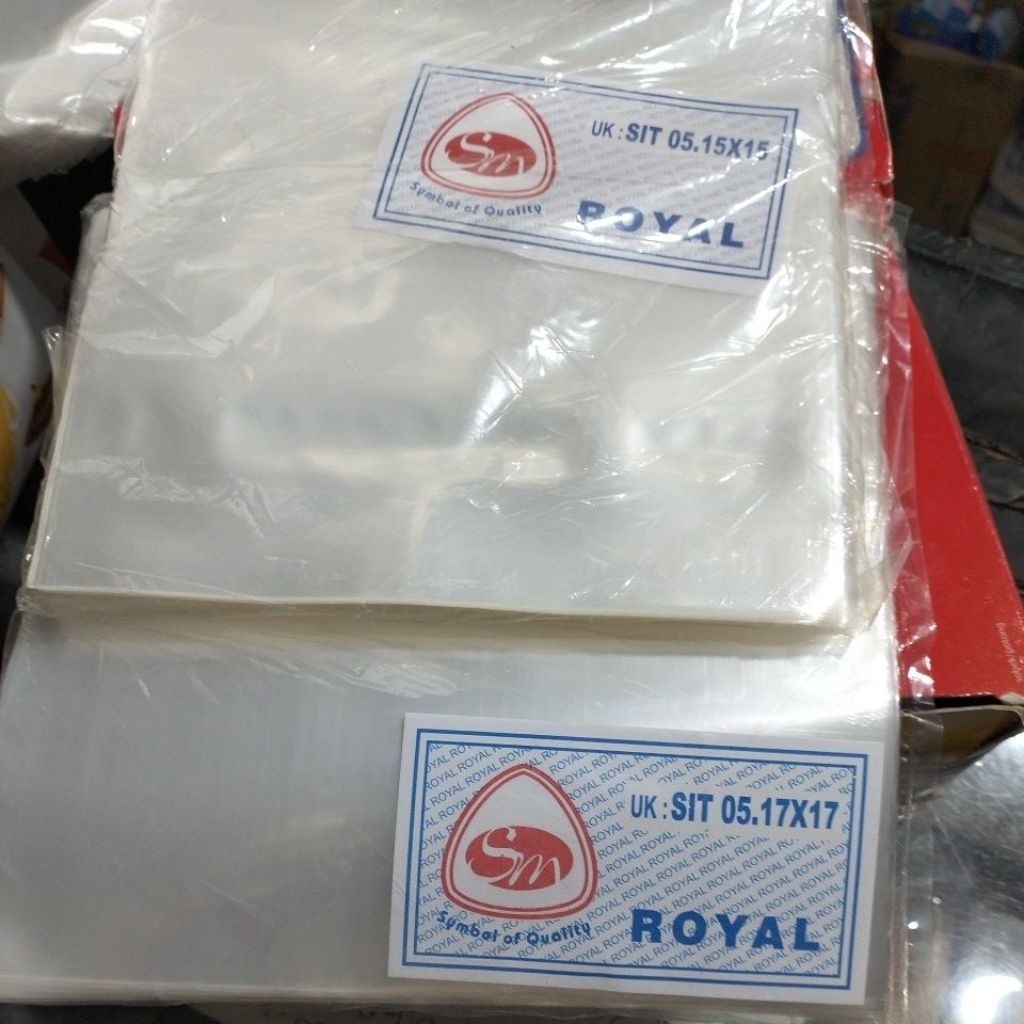 UK : SIT 05.15X15
Sm
Symbol of Quality
ROYAL
UK : SIT 05.17X17
Sm
Symbol of Quality
ROYAL